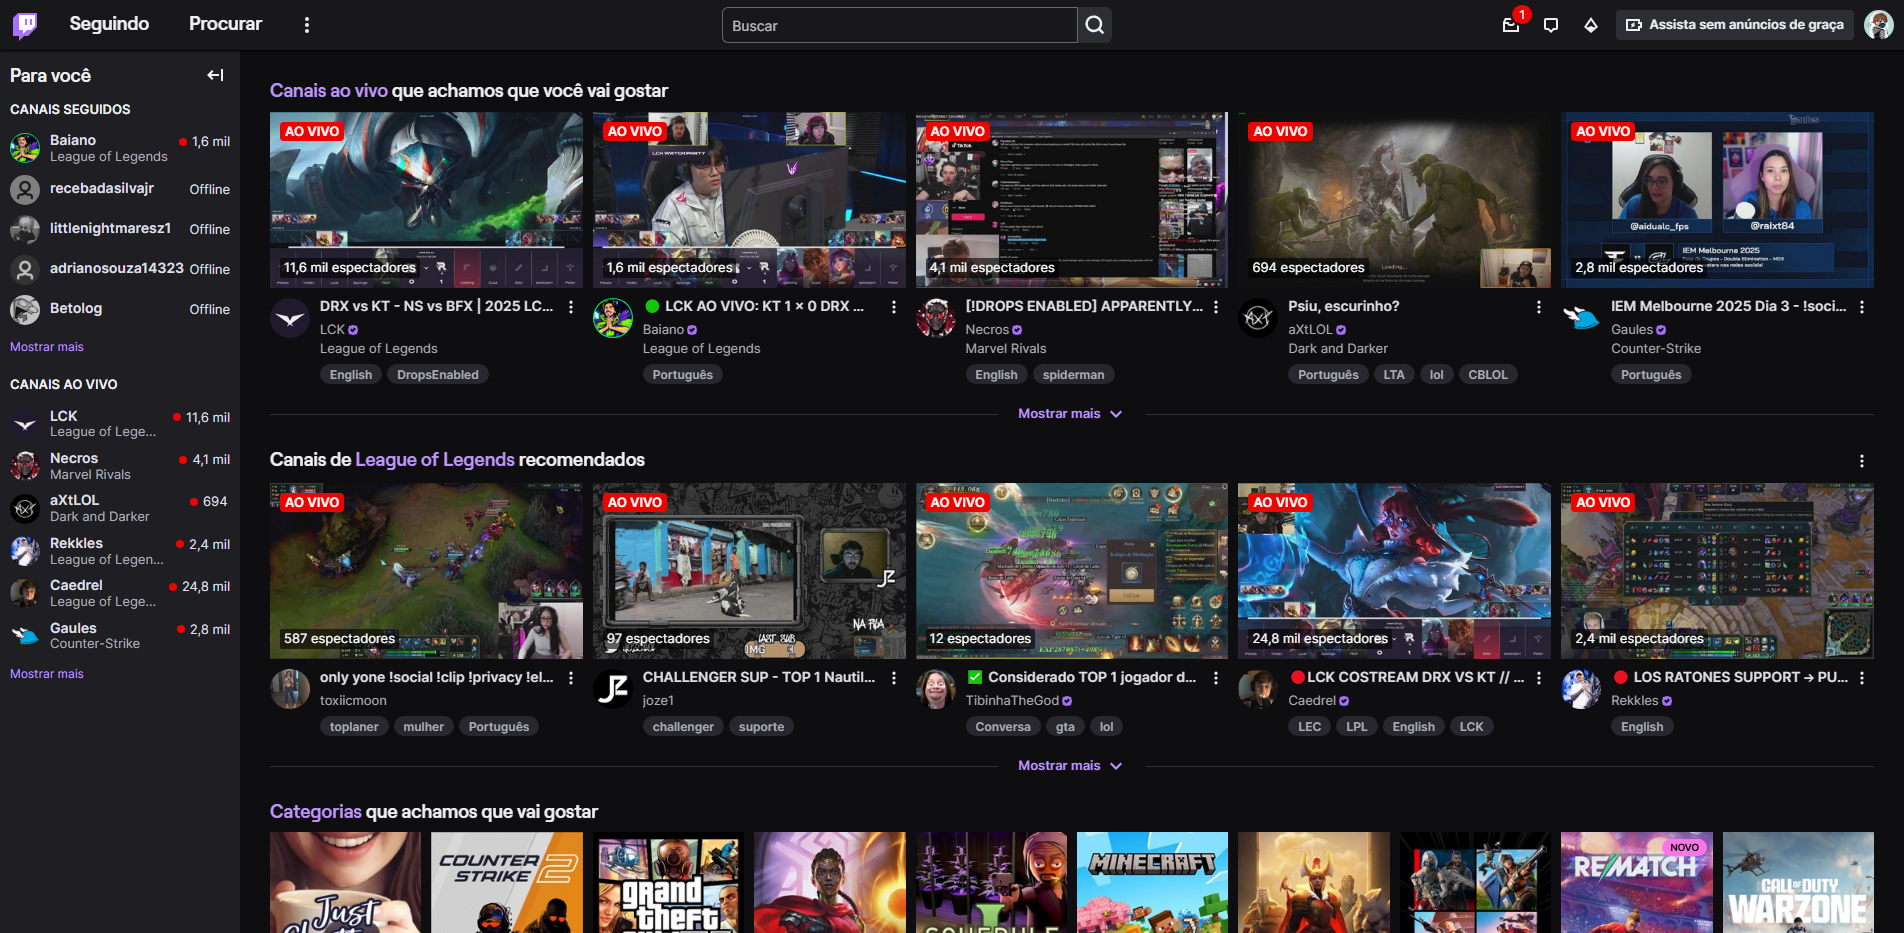 Seguindo
Procurar
Buscar
1
Assista sem anúncios de graça
Para você
CANAIS SEGUIDOS
Baiano
1,6 mil
League of Legends
recebadasilvajr
Offline
littlenightmaresz1
Offline
adrianosouza14323
Offline
Betolog
Offline
Mostrar mais
CANAIS AO VIVO
LCK
11,6 mil
League of Lege...
Necros
4,1 mil
Marvel Rivals
aXtLOL
694
Dark and Darker
Rekkles
2,4 mil
League of Legen...
Caedrel
24,8 mil
League of Lege...
Gaules
2,8 mil
Counter-Strike
Mostrar mais
Canais ao vivo que achamos que você vai gostar
AO VIVO
11,6 mil espectadores
DRX vs KT - NS vs BFX | 2025 LC...
LCK
League of Legends
English
DropsEnabled
AO VIVO
LCK WATCH PARTY
1,6 mil espectadores
LCK AO VIVO: KT 1 × 0 DRX ...
Baiano
League of Legends
Português
AO VIVO
TikTok
4,1 mil espectadores
[!DROPS ENABLED] APPARENTLY...
Necros
Marvel Rivals
English
spiderman
AO VIVO
Loading...
694 espectadores
Psiu, escurinho?
aXtLOL
Dark and Darker
Português
LTA
lol
CBLOL
AO VIVO
gaules
@aidualc_fps
@raixt84
IEM Melbourne 2025
2,8 mil espectadores
IEM Melbourne 2025 Dia 3 - !soci...
Gaules
Counter-Strike
Português
Mostrar mais
Canais de League of Legends recomendados
AO VIVO
587 espectadores
only yone !social !clip !privacy !el...
toxiicmoon
toplaner
mulher
Português
AO VIVO
JZ
NA FILA
LAST SUB
97 espectadores
CHALLENGER SUP - TOP 1 Nautil...
joze1
challenger
suporte
AO VIVO
12 espectadores
Considerado TOP 1 jogador d...
TibinhaTheGod
Conversa
gta
lol
AO VIVO
24,8 mil espectadores
LCK COSTREAM DRX VS KT // ...
Caedrel
LEC
LPL
English
LCK
AO VIVO
2,4 mil espectadores
LOS RATONES SUPPORT → PU...
Rekkles
English
Mostrar mais
Categorias que achamos que vai gostar
Just
COUNTER
STRIKE 2
grand
theft
SCHEDULE
I
MINECRAFT
NOVO
REMATCH
CALL OF DUTY
WARZONE